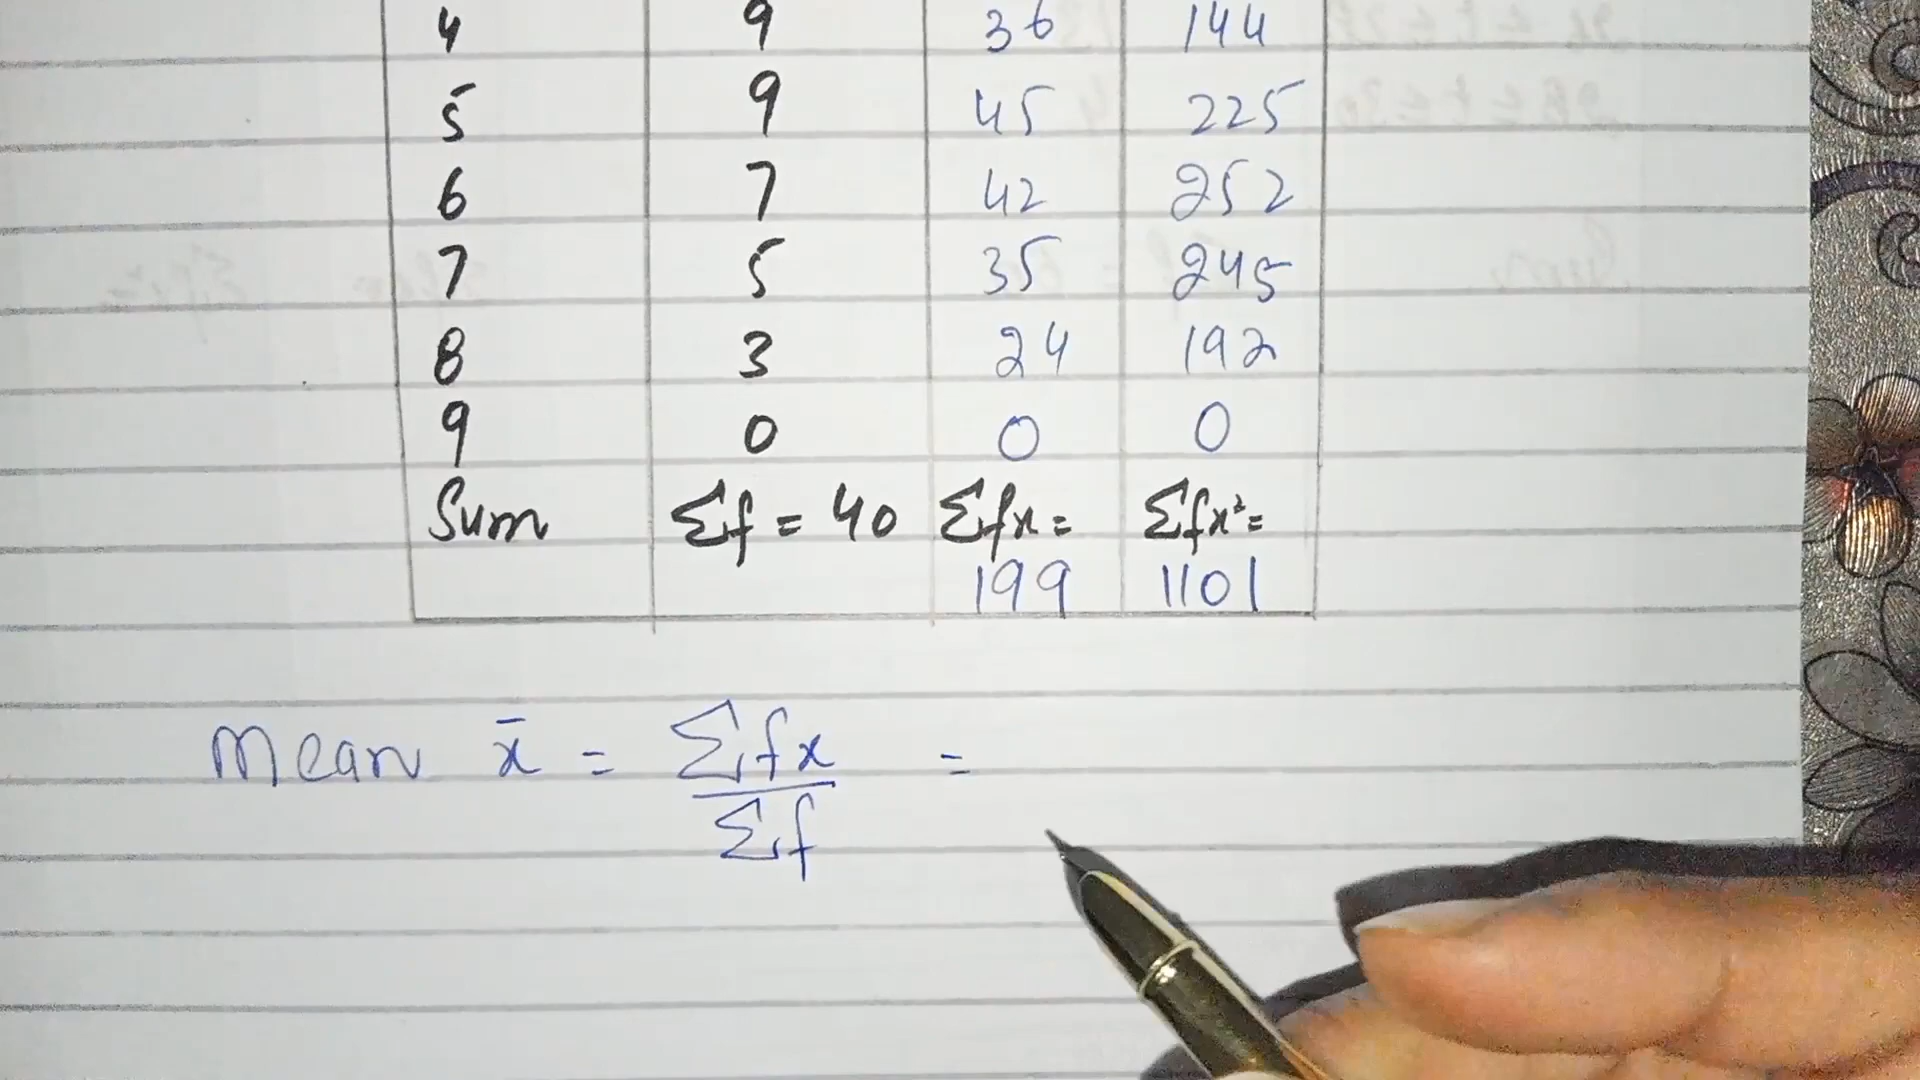 4 9 36 144
5 9 45 225
6 7 42 252
7 5 35 245
8 3 24 192
9 0 0 0
Sum Σf = 40 Σfx = Σfx² =
199 1101
Mean x̄ = Σfx =
Σf